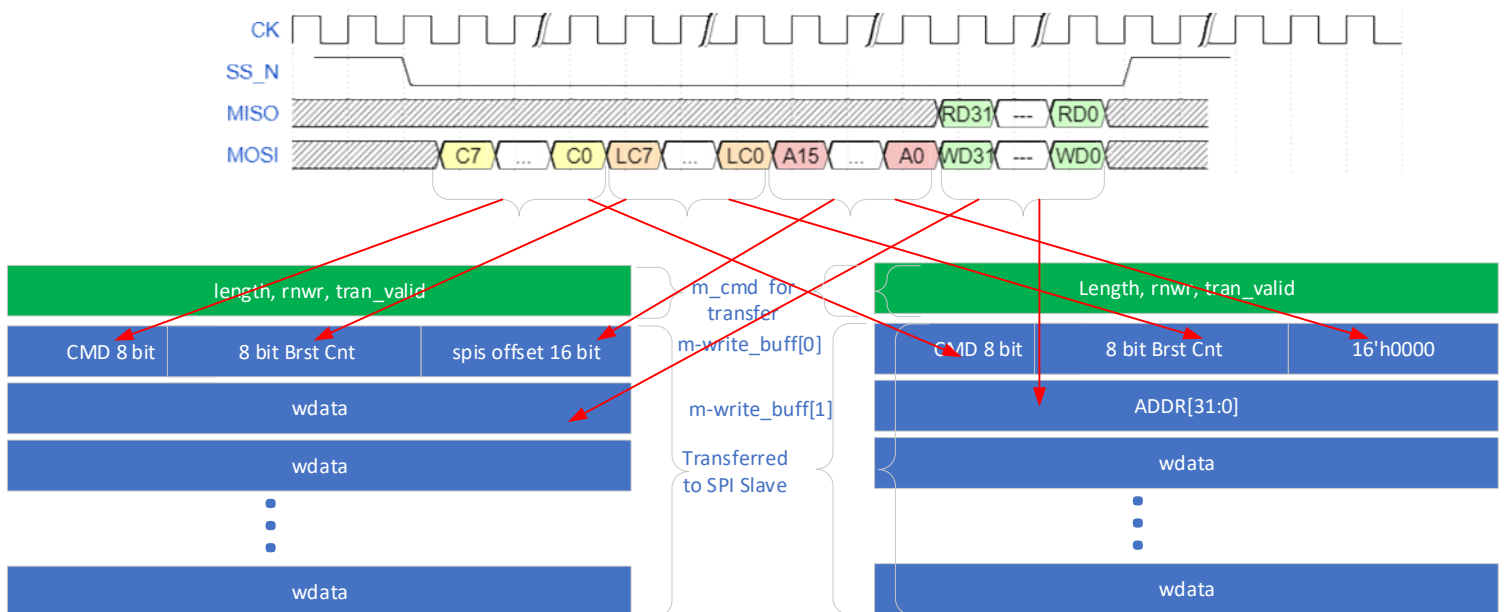 CK
SS_N
MISO
RD31 --- RD0
MOSI
C7 ... C0 LC7 ... LC0 A15 ... A0 WD31 --- WD0
length, rnwr, tran_valid
m_cmd for
transfer
Length, rnwr, tran_valid
CMD 8 bit 8 bit Brst Cnt spis offset 16 bit
m-write_buff[0]
CMD 8 bit 8 bit Brst Cnt 16'h0000
wdata
m-write_buff[1]
ADDR[31:0]
wdata
Transferred
to SPI Slave
wdata
wdata
wdata